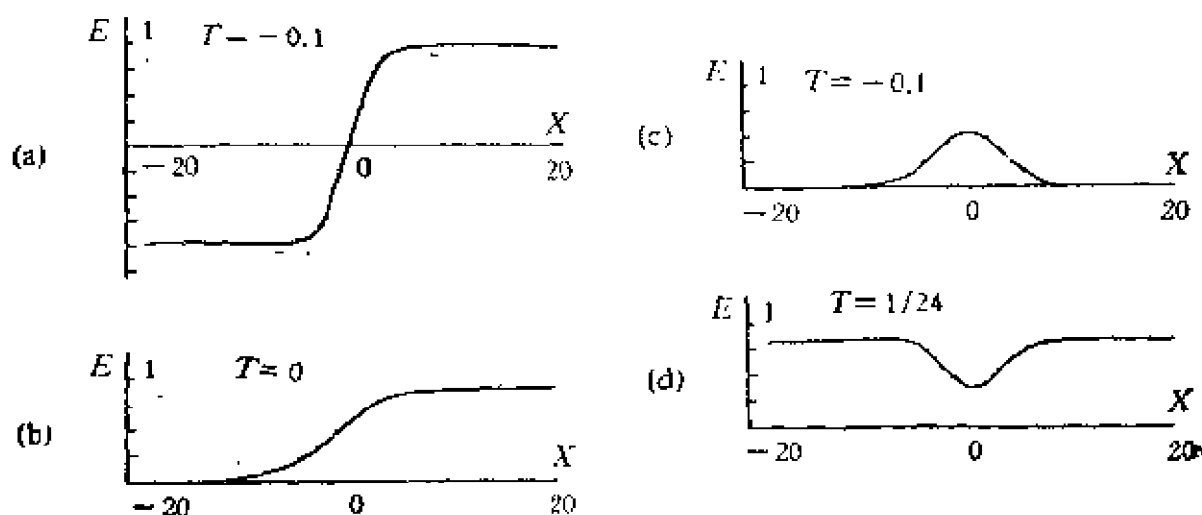 (a)
E 1 T = -0.1
X
-20 0 20
(b)
E 1 T = 0
X
-20 0 20
(c)
E 1 T = -0.1
X
-20 0 20
(d)
E 1 T = 1/24
X
-20 0 20